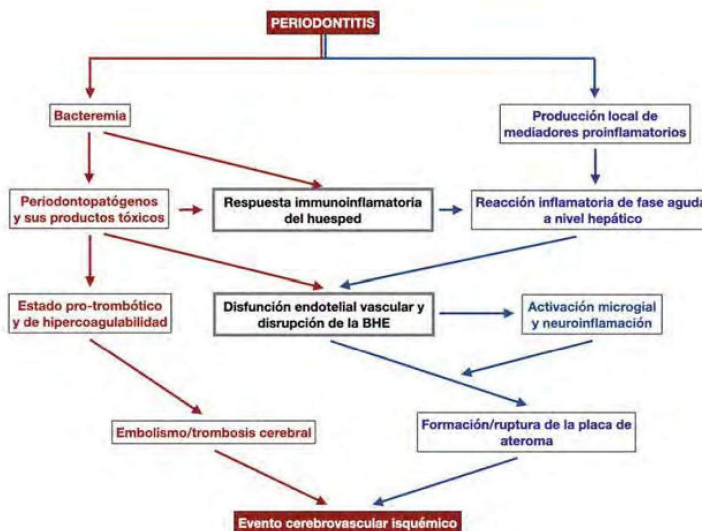 PERIODONTITIS
Bacteremia
Producción local de
mediadores proinflamatorios
Periodontopatógenos
y sus productos tóxicos
Respuesta immunoinflamatoria
del huesped
Reacción inflamatoria de fase aguda
a nivel hepático
Estado pro-trombótico
y de hipercoagulabilidad
Disfunción endotelial vascular y
disrupción de la BHE
Activación microgial
y neuroinflamación
Embolismo/trombosis cerebral
Formación/ruptura de la placa de
ateroma
Evento cerebrovascular isquémico